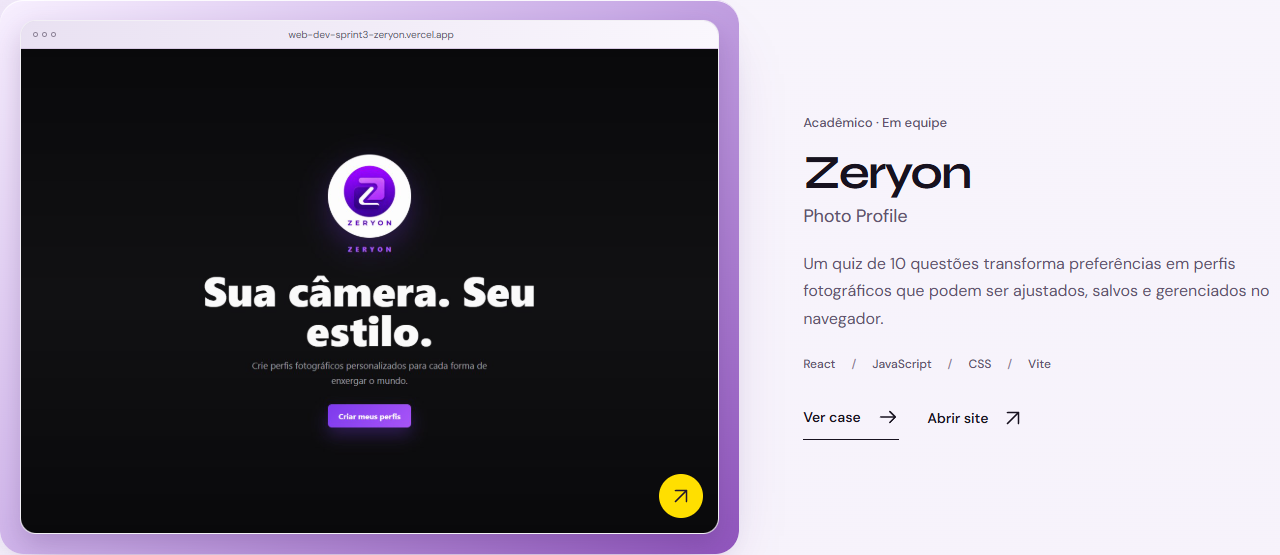 web-dev-sprint3-zeryon.vercel.app
ZERYON
ZERYON
Sua câmera. Seu
estilo.
Crie perfis fotográficos personalizados para cada forma de
enxergar o mundo.
Criar meus perfis
Acadêmico · Em equipe
Zeryon
Photo Profile
Um quiz de 10 questões transforma preferências em perfis
fotográficos que podem ser ajustados, salvos e gerenciados no
navegador.
React / JavaScript / CSS / Vite
Ver case → Abrir site ↗